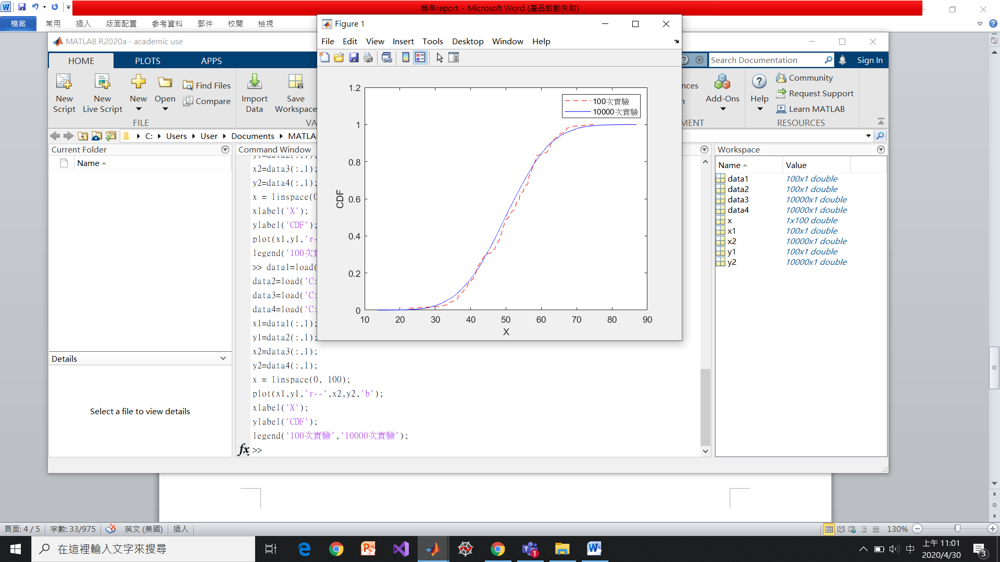 機率report - Microsoft Word (產品啟動失敗)
檔案 常用 插入 版面配置 參考資料 郵件 校閱 檢視
Figure 1
File Edit View Insert Tools Desktop Window Help
MATLAB R2020a - academic use
HOME PLOTS APPS
Search Documentation
Sign In
New Script
New Live Script
New
Open
Find Files
Compare
Import Data
Save Workspace
FILE
VA
nces
Add-Ons
Help
Community
Request Support
Learn MATLAB
MENT
RESOURCES
C: Users User Documents MATLA
Current Folder
Name
Details
Select a file to view details
Command Window
x2=data3(:,1);
y2=data4(:,1);
x = linspace(0
xlabel('X');
ylabel('CDF');
plot(x1,y1,'r-
legend('100次實
>> data1=load(
data2=load('C:
data3=load('C:
data4=load('C:
x1=data1(:,1);
y1=data2(:,1);
x2=data3(:,1);
y2=data4(:,1);
x = linspace(0, 100);
plot(x1,y1,'r--',x2,y2,'b');
xlabel('X');
ylabel('CDF');
legend('100次實驗','10000次實驗');
fx >>
1.2
1
0.8
0.6
0.4
0.2
0
CDF
10 20 30 40 50 60 70 80 90
X
100次實驗
10000次實驗
Workspace
Name Value
data1 100x1 double
data2 100x1 double
data3 10000x1 double
data4 10000x1 double
x 1x100 double
x1 100x1 double
x2 10000x1 double
y1 100x1 double
y2 10000x1 double
頁面: 4 / 5 字數: 33/975 英文 (美國) 插入
130%
在這裡輸入文字來搜尋
中
上午 11:01
2020/4/30
3
1